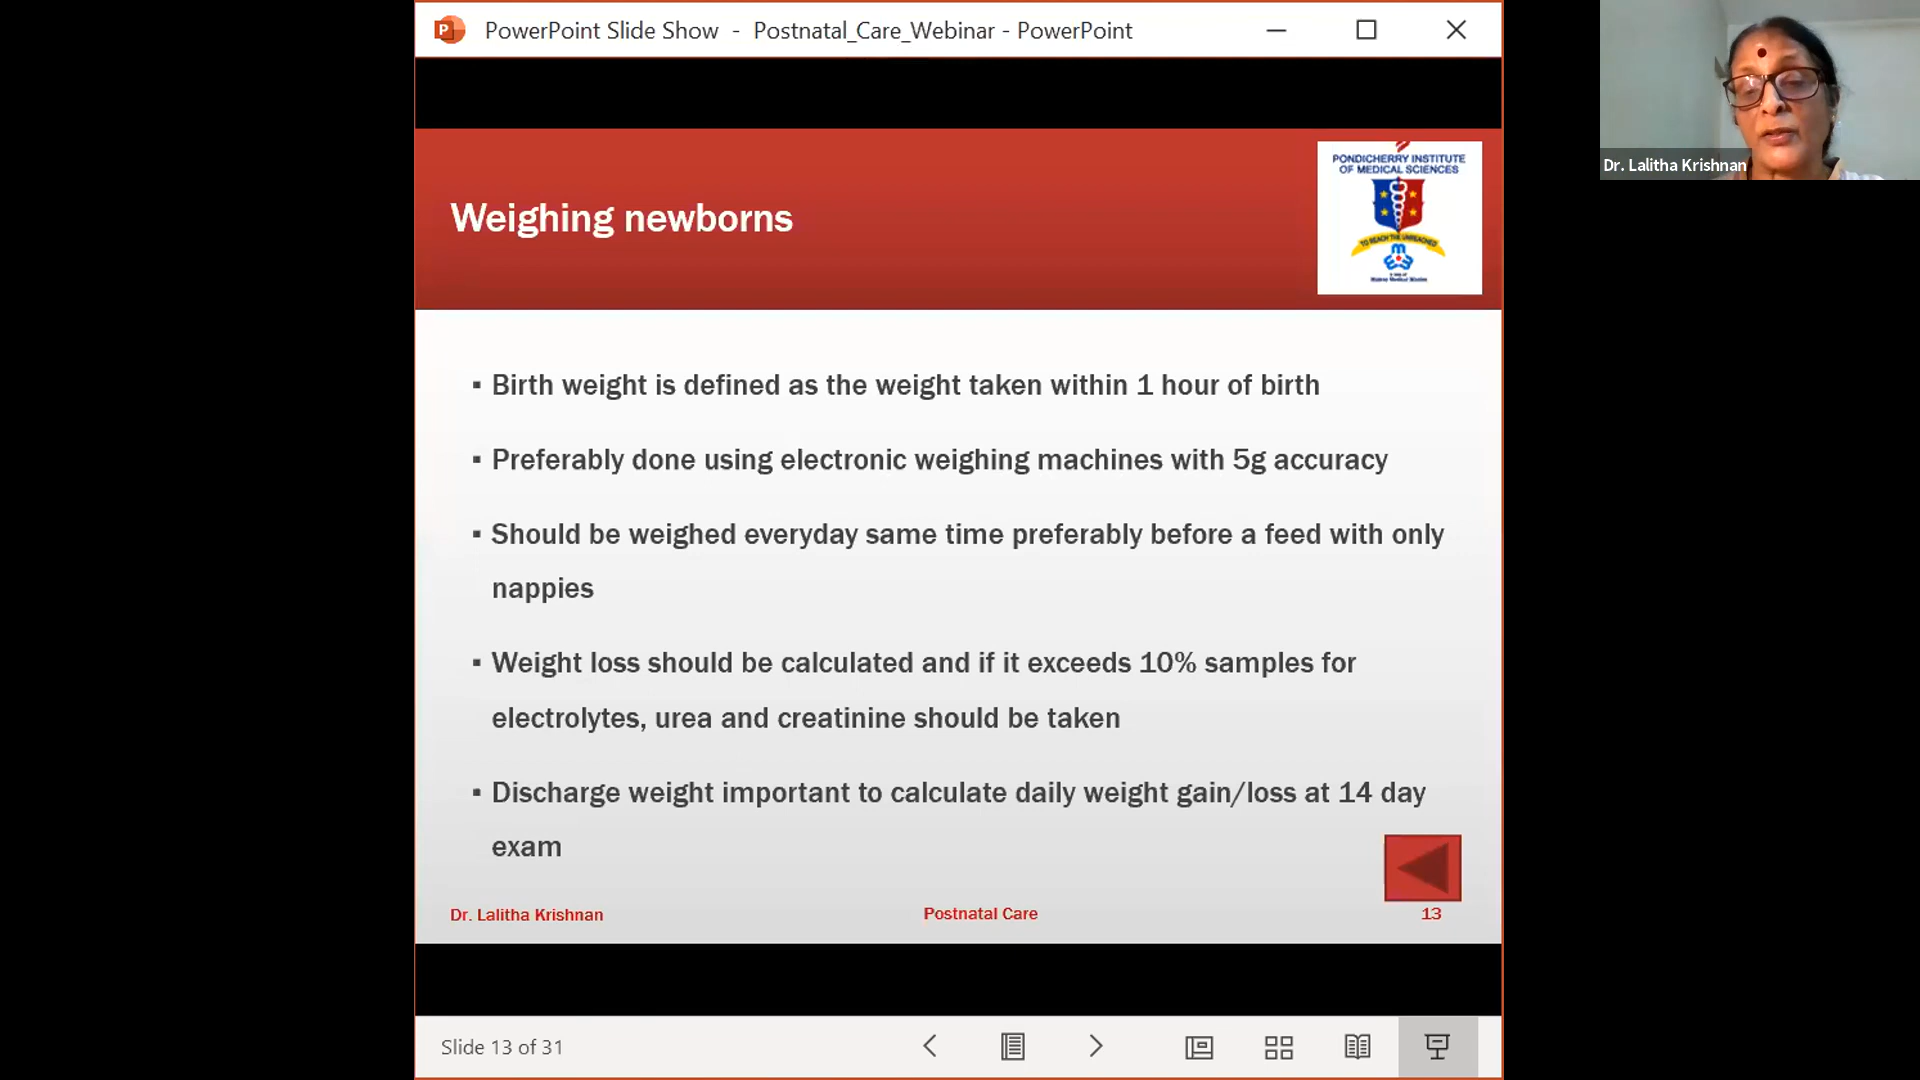 PowerPoint Slide Show - Postnatal_Care_Webinar - PowerPoint
Dr. Lalitha Krishnan
PONDICHERRY INSTITUTE
OF MEDICAL SCIENCES
TO REACH THE UNREACHED
Weighing newborns
▪ Birth weight is defined as the weight taken within 1 hour of birth
▪ Preferably done using electronic weighing machines with 5g accuracy
▪ Should be weighed everyday same time preferably before a feed with only
nappies
▪ Weight loss should be calculated and if it exceeds 10% samples for
electrolytes, urea and creatinine should be taken
▪ Discharge weight important to calculate daily weight gain/loss at 14 day
exam
Dr. Lalitha Krishnan
Postnatal Care
13
Slide 13 of 31